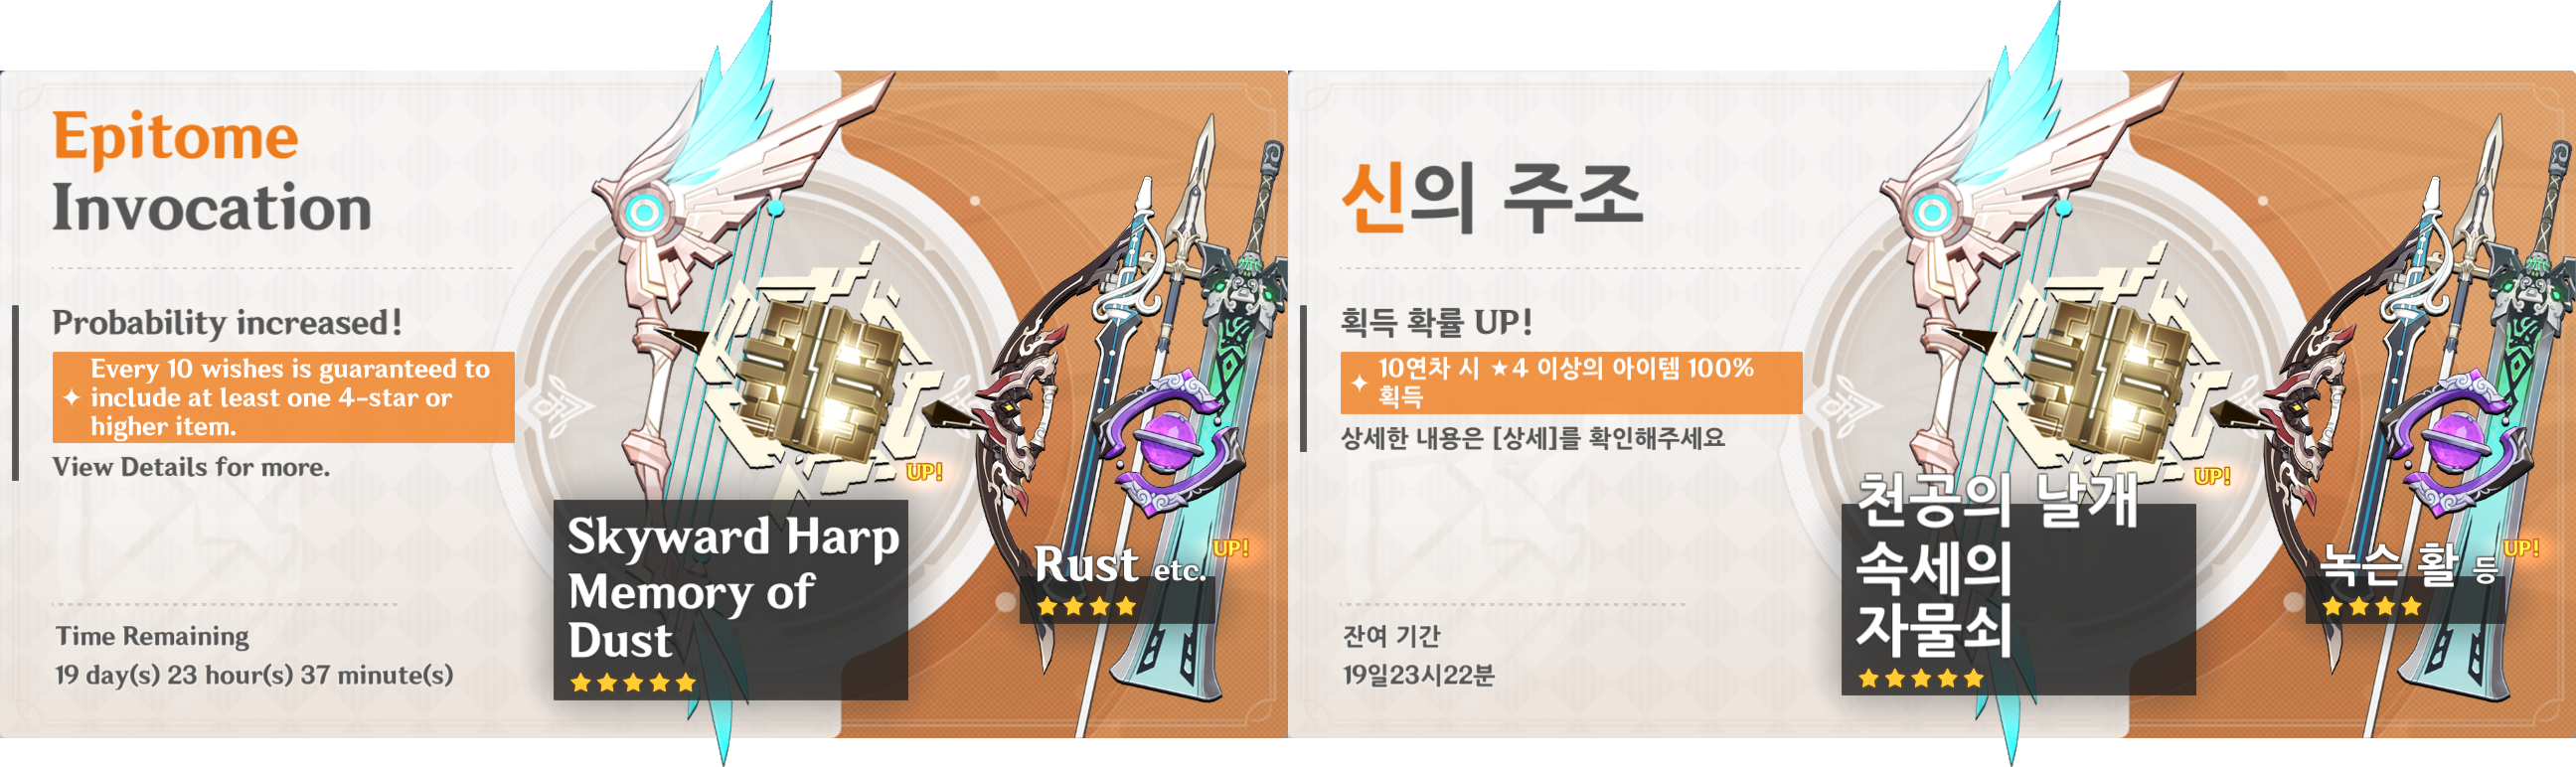 Epitome
Invocation
Probability increased!
Every 10 wishes is guaranteed to
include at least one 4-star or
higher item.
View Details for more.
Time Remaining
19 day(s) 23 hour(s) 37 minute(s)
UP!
Skyward Harp
Memory of
Dust
UP!
Rust etc.
신의 주조
획득 확률 UP!
10연차 시 ★4 이상의 아이템 100%
획득
상세한 내용은 [상세]를 확인해주세요
잔여 기간
19일23시22분
UP!
천공의 날개
속세의
자물쇠
UP!
녹슨 활 등